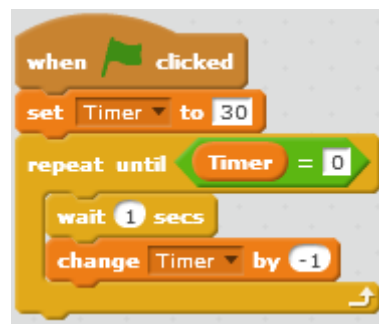 when clicked
set Timer to 30
repeat until Timer = 0
wait 1 secs
change Timer by -1